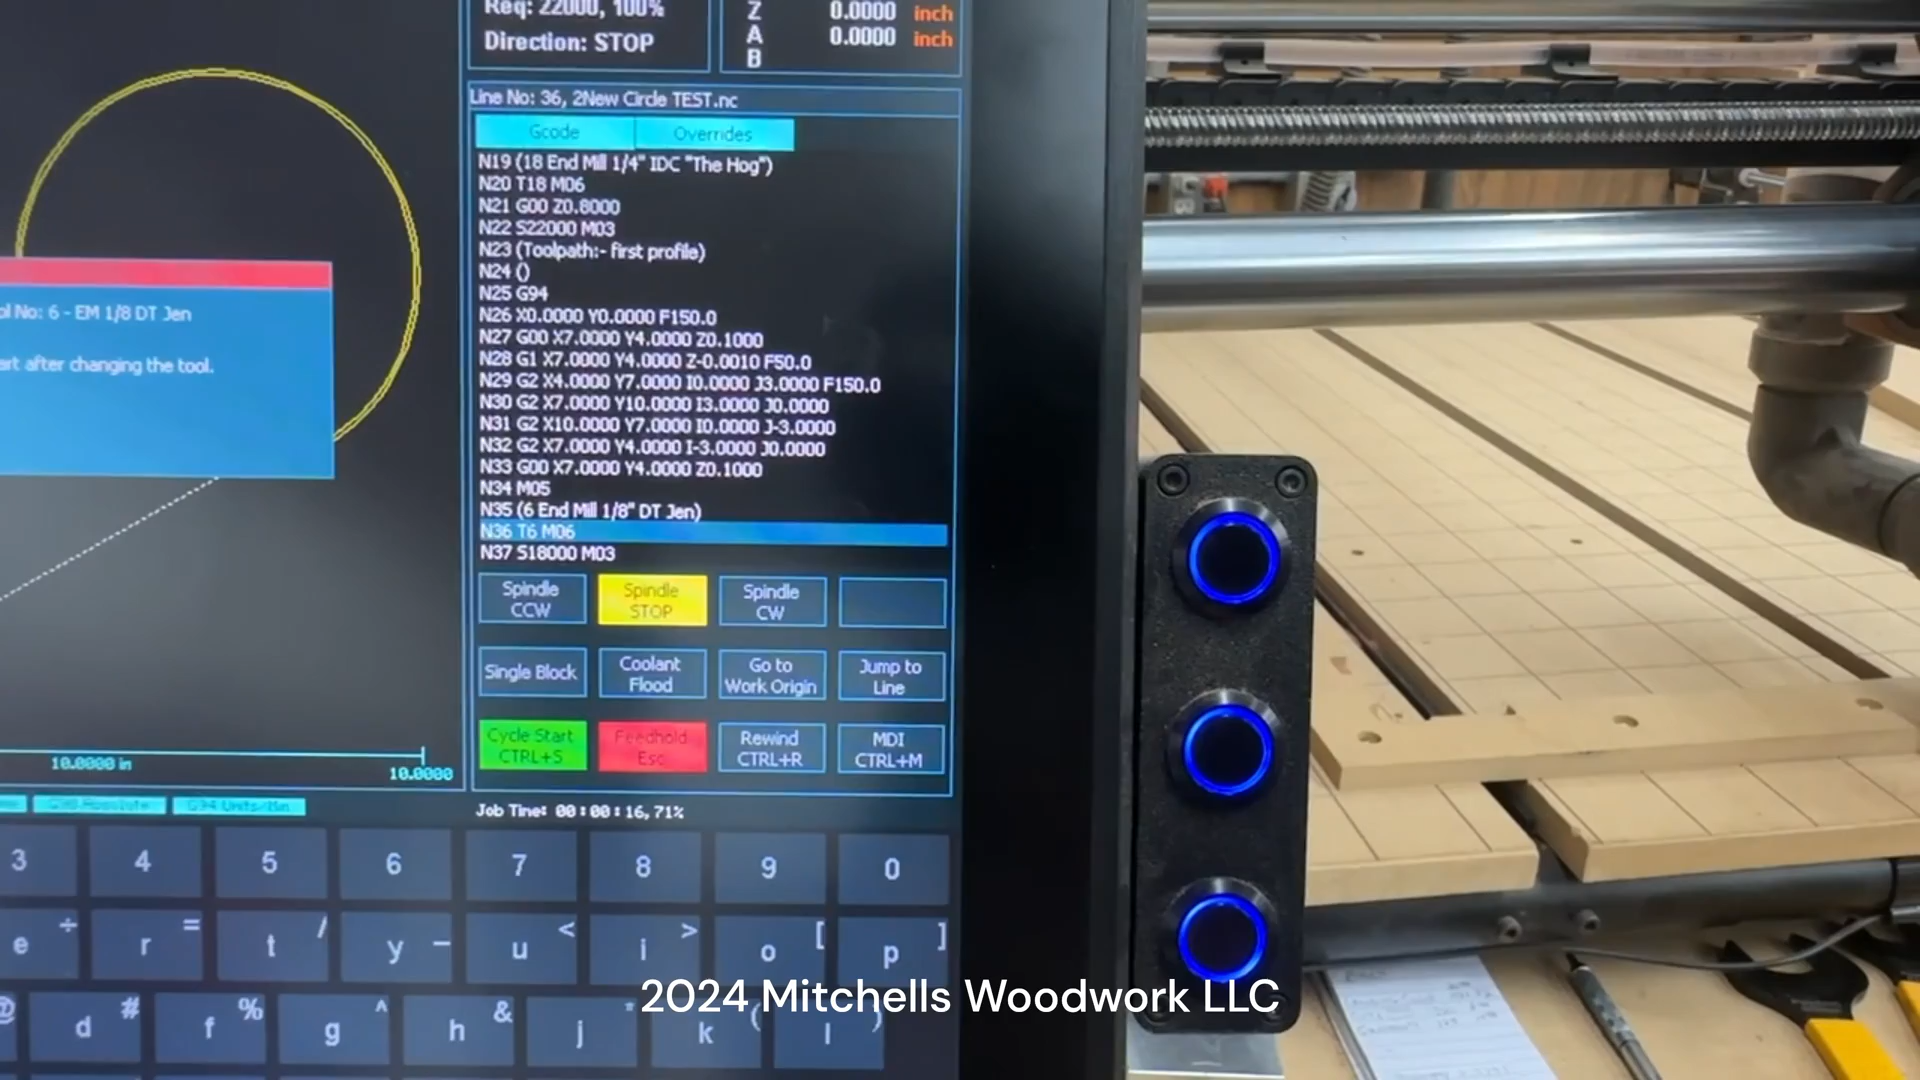 Req: 22000, 100%
Direction: STOP
Z 0.0000 inch
A 0.0000 inch
B
Line No: 36, 2New Circle TEST.nc
Gcode Overrides
N19 (18 End Mill 1/4" IDC "The Hog")
N20 T18 M06
N21 G00 Z0.8000
N22 S22000 M03
N23 (Toolpath:- first profile)
N24 ()
N25 G94
N26 X0.0000 Y0.0000 F150.0
N27 G00 X7.0000 Y4.0000 Z0.1000
N28 G1 X7.0000 Y4.0000 Z-0.0010 F50.0
N29 G2 X4.0000 Y7.0000 I0.0000 J3.0000 F150.0
N30 G2 X7.0000 Y10.0000 I3.0000 J0.0000
N31 G2 X10.0000 Y7.0000 I0.0000 J-3.0000
N32 G2 X7.0000 Y4.0000 I-3.0000 J0.0000
N33 G00 X7.0000 Y4.0000 Z0.1000
N34 M05
N35 (6 End Mill 1/8" DT Jen)
N36 T6 M06
N37 S18000 M03
ol No: 6 - EM 1/8 DT Jen
art after changing the tool.
Spindle CCW
Spindle STOP
Spindle CW
Single Block
Coolant Flood
Go to Work Origin
Jump to Line
Cycle Start CTRL+S
Feedhold Esc
Rewind CTRL+R
MDI CTRL+M
10.0000 in
10.0000
G90 Absolute
G94 Units/Min
Job Time: 00:00:16, 71%
3 4 5 6 7 8 9 0
e ÷ r = t / y – u < i > o [ p ]
d # f % g ^ h & j * k ( l )
2024 Mitchells Woodwork LLC